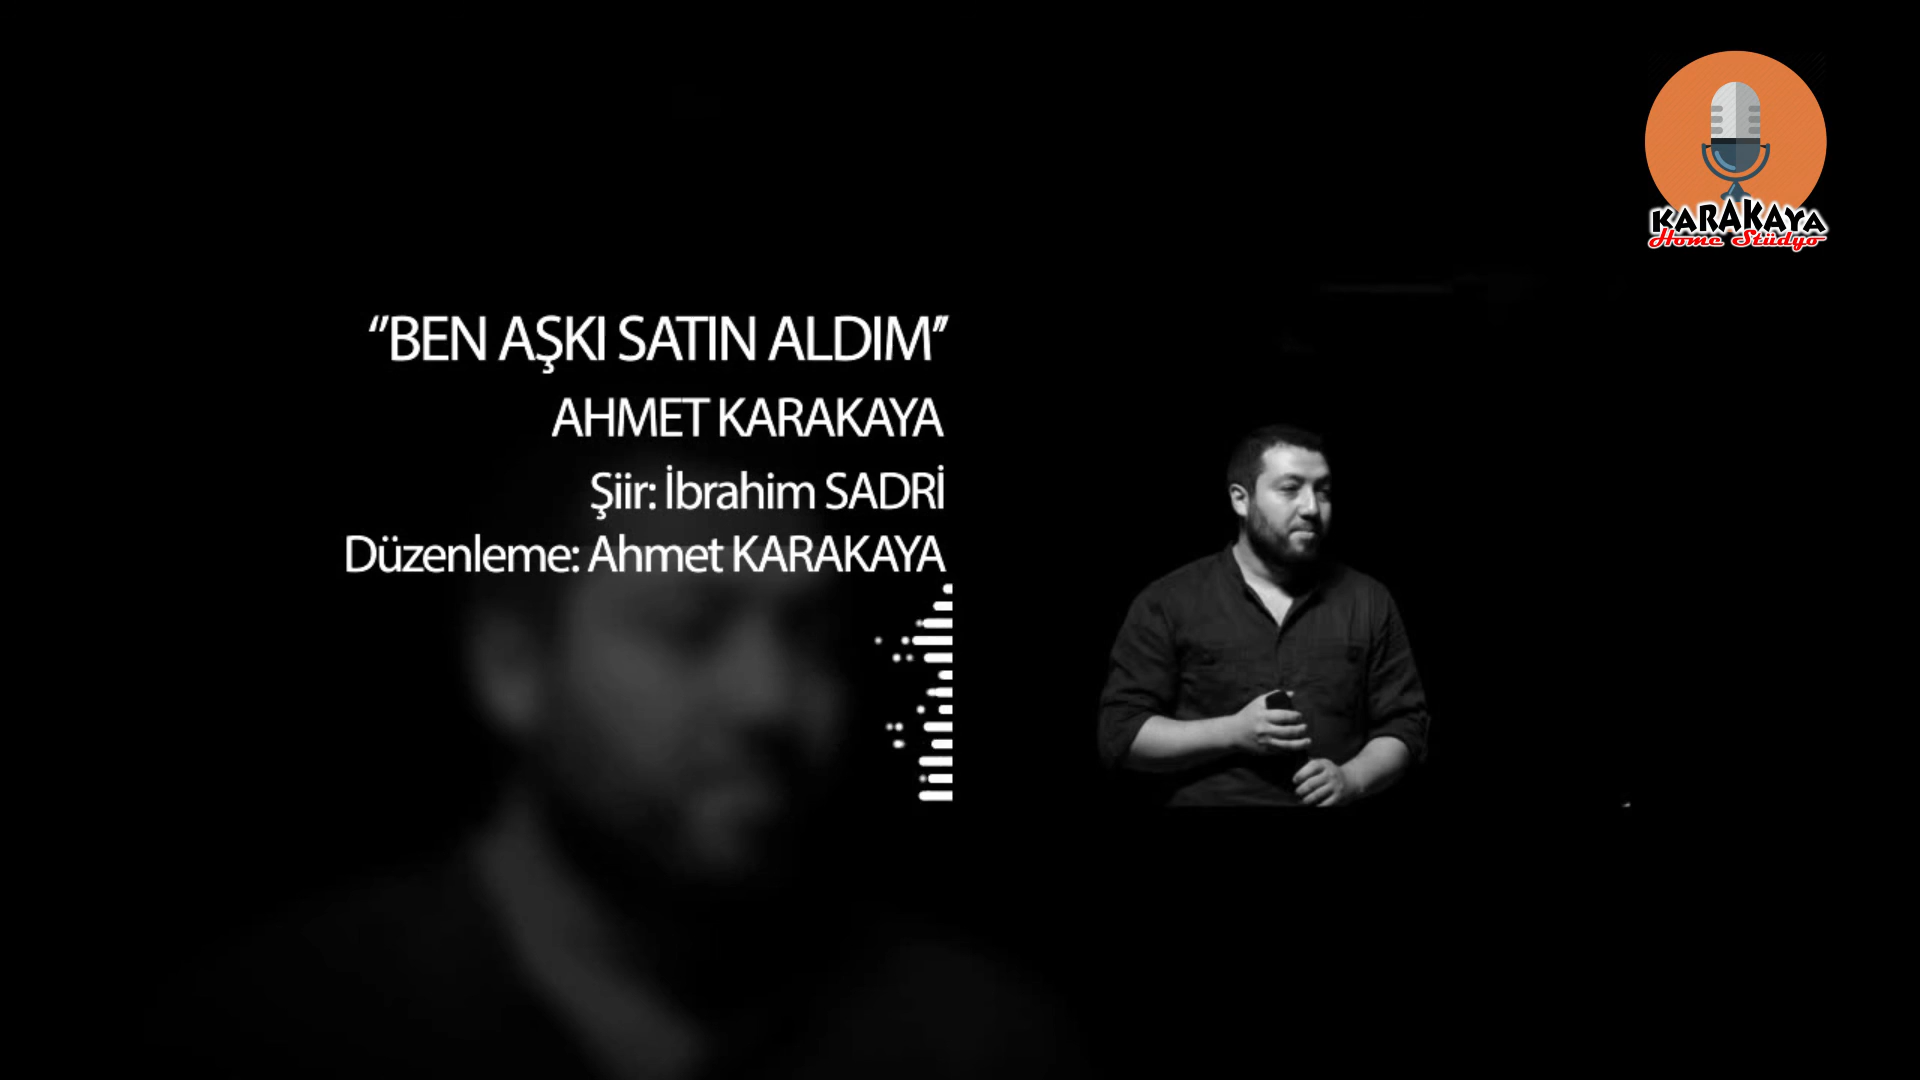 "BEN AŞKI SATIN ALDIM"
AHMET KARAKAYA
Şiir: İbrahim SADRİ
Düzenleme: Ahmet KARAKAYA
KARAKAYA
Home Stüdyo